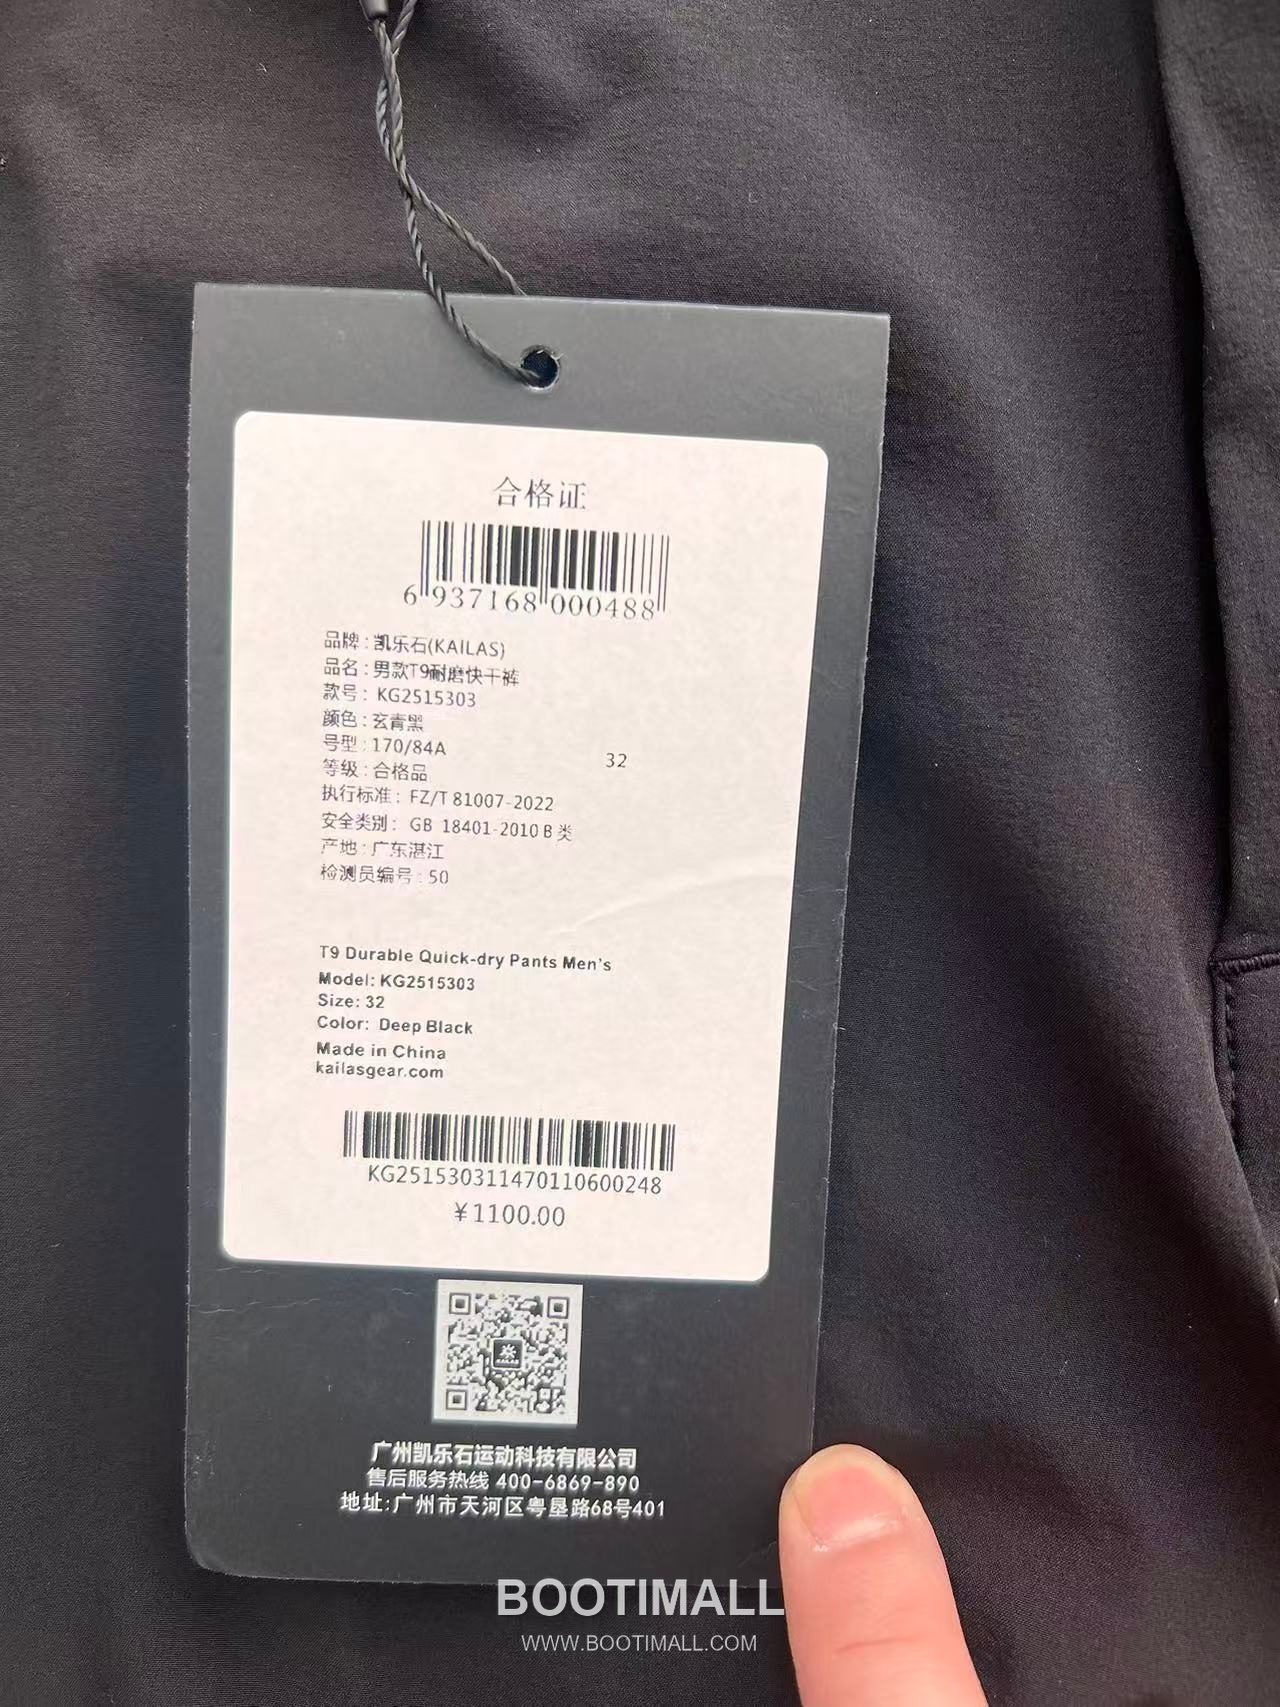 合格证
6 937168 000488
品牌：凯乐石(KAILAS)
品名：男款T9耐磨快干裤
款号：KG2515303
颜色：玄青黑
号型：170/84A 32
等级：合格品
执行标准：FZ/T 81007-2022
安全类别：GB 18401-2010 B 类
产地：广东湛江
检测员编号：50
T9 Durable Quick-dry Pants Men's
Model: KG2515303
Size: 32
Color: Deep Black
Made in China
kailasgear.com
KG251530311470110600248
¥1100.00
广州凯乐石运动科技有限公司
售后服务热线 400-6869-890
地址:广州市天河区粤垦路68号401
BOOTIMALL
WWW.BOOTIMALL.COM